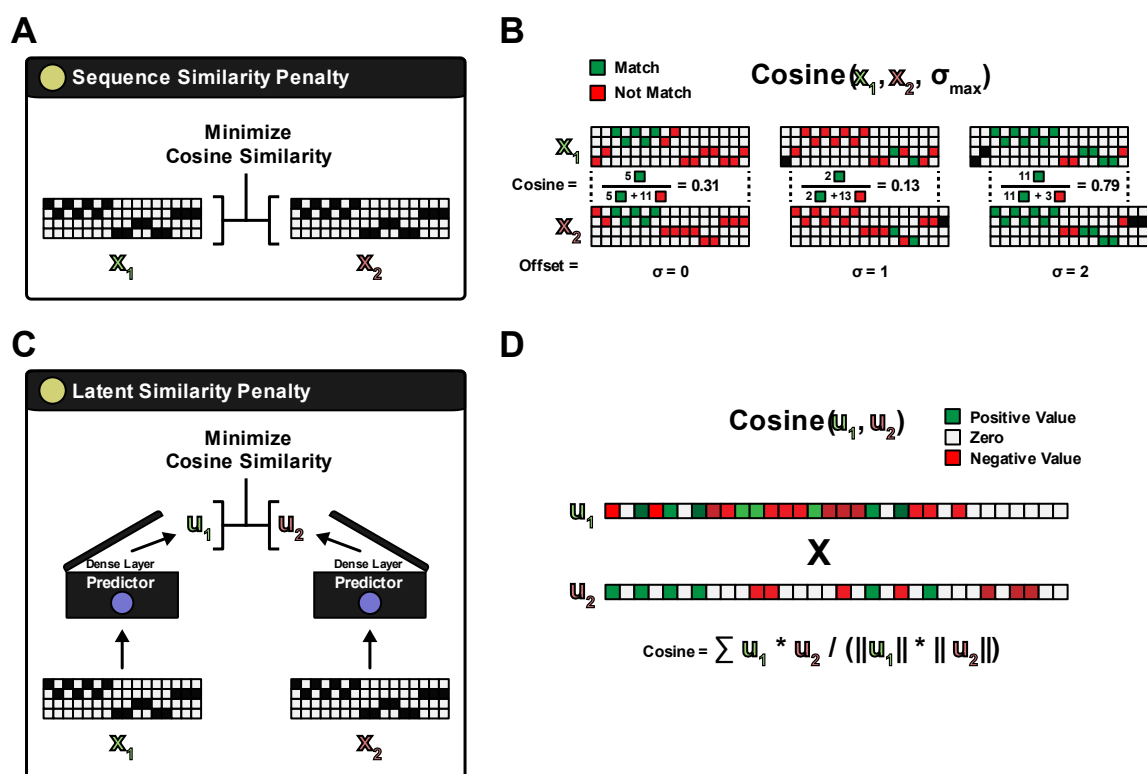 A
Sequence Similarity Penalty
Minimize
Cosine Similarity
x1
x2
B
Match
Not Match
Cosine(x1, x2, σmax)
x1
Cosine =
5
5 + 11
= 0.31
2
2 + 13
= 0.13
11
11 + 3
= 0.79
x2
Offset =
σ = 0
σ = 1
σ = 2
C
Latent Similarity Penalty
Minimize
Cosine Similarity
u1
u2
Dense Layer
Predictor
Dense Layer
Predictor
x1
x2
D
Cosine(u1, u2)
Positive Value
Zero
Negative Value
u1
X
u2
Cosine = ∑ u1 * u2 / (||u1|| * || u2||)